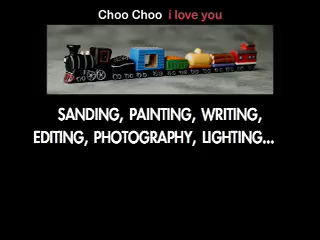 Choo Choo i love you
SANDING, PAINTING, WRITING,
EDITING, PHOTOGRAPHY, LIGHTING...